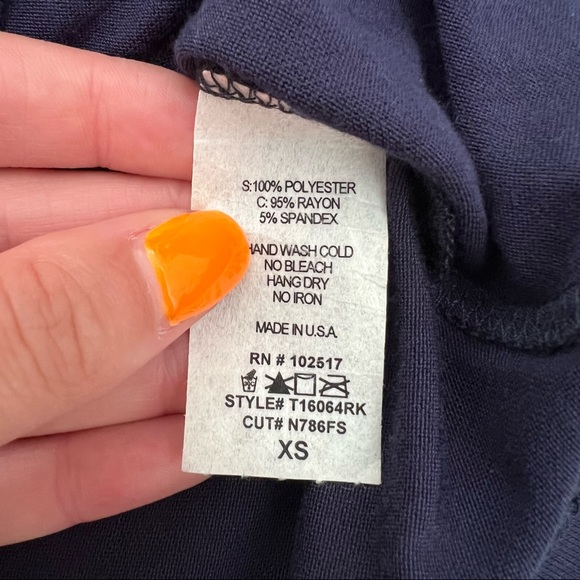 S:100% POLYESTER
C: 95% RAYON
5% SPANDEX
HAND WASH COLD
NO BLEACH
HANG DRY
NO IRON
MADE IN U.S.A.
RN # 102517
STYLE# T16064RK
CUT# N786FS
XS